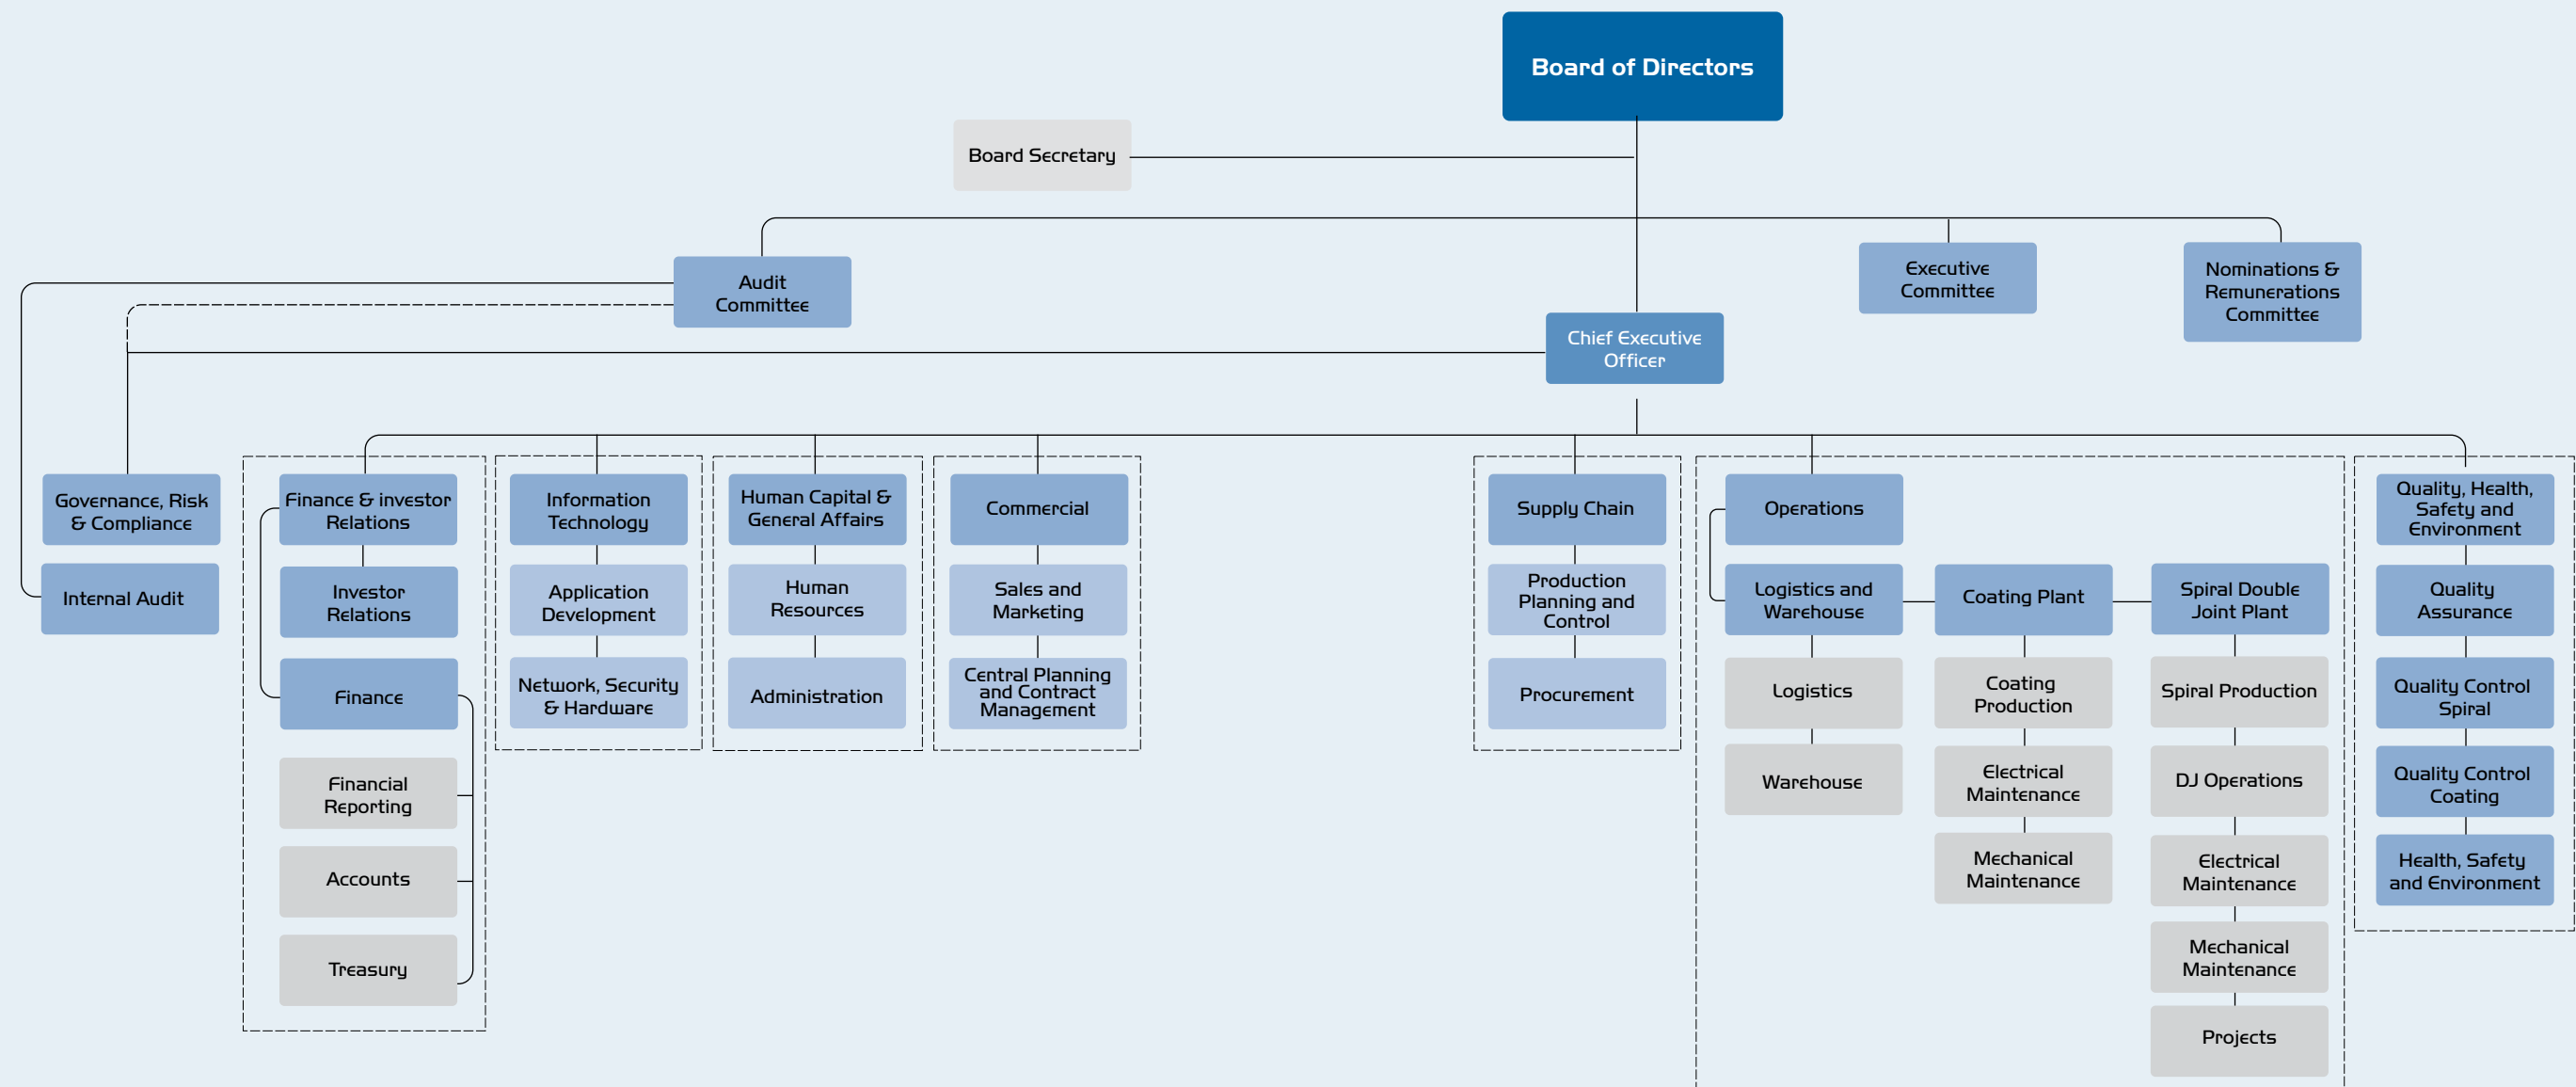 Board of Directors
Board Secretary
Audit
Committee
Executive
Committee
Nominations &
Remunerations
Committee
Chief Executive
Officer
Governance, Risk
& Compliance
Internal Audit
Finance & investor
Relations
Investor
Relations
Finance
Financial
Reporting
Accounts
Treasury
Information
Technology
Application
Development
Network, Security
& Hardware
Human Capital &
General Affairs
Human
Resources
Administration
Commercial
Sales and
Marketing
Central Planning
and Contract
Management
Supply Chain
Production
Planning and
Control
Procurement
Operations
Logistics and
Warehouse
Logistics
Warehouse
Coating Plant
Coating
Production
Electrical
Maintenance
Mechanical
Maintenance
Spiral Double
Joint Plant
Spiral Production
DJ Operations
Electrical
Maintenance
Mechanical
Maintenance
Projects
Quality, Health,
Safety and
Environment
Quality
Assurance
Quality Control
Spiral
Quality Control
Coating
Health, Safety
and Environment